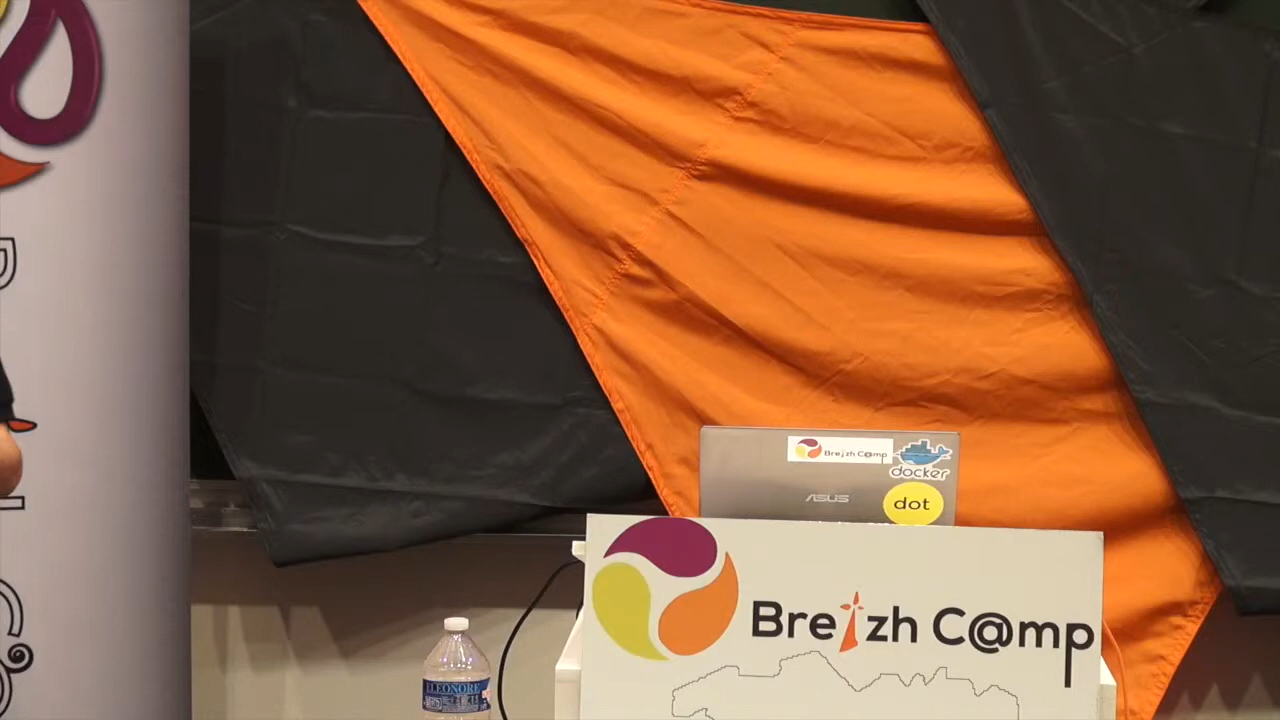 Breizh C@mp
docker
ASUS
dot
Breizh C@mp
ELEONORE